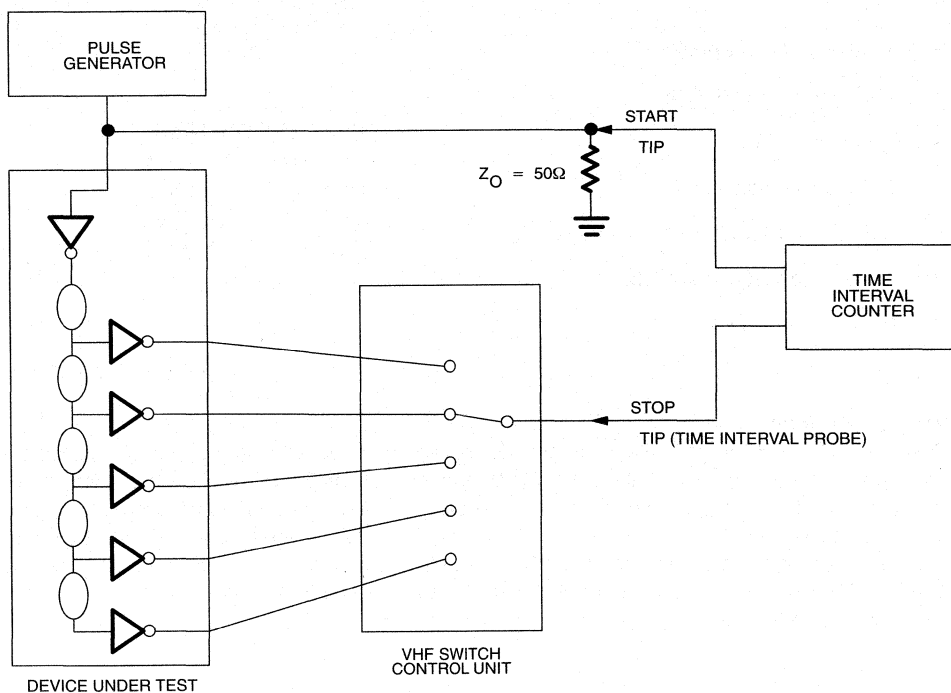 PULSE
GENERATOR
START
TIP
Z_O = 50Ω
TIME
INTERVAL
COUNTER
STOP
TIP (TIME INTERVAL PROBE)
VHF SWITCH
CONTROL UNIT
DEVICE UNDER TEST